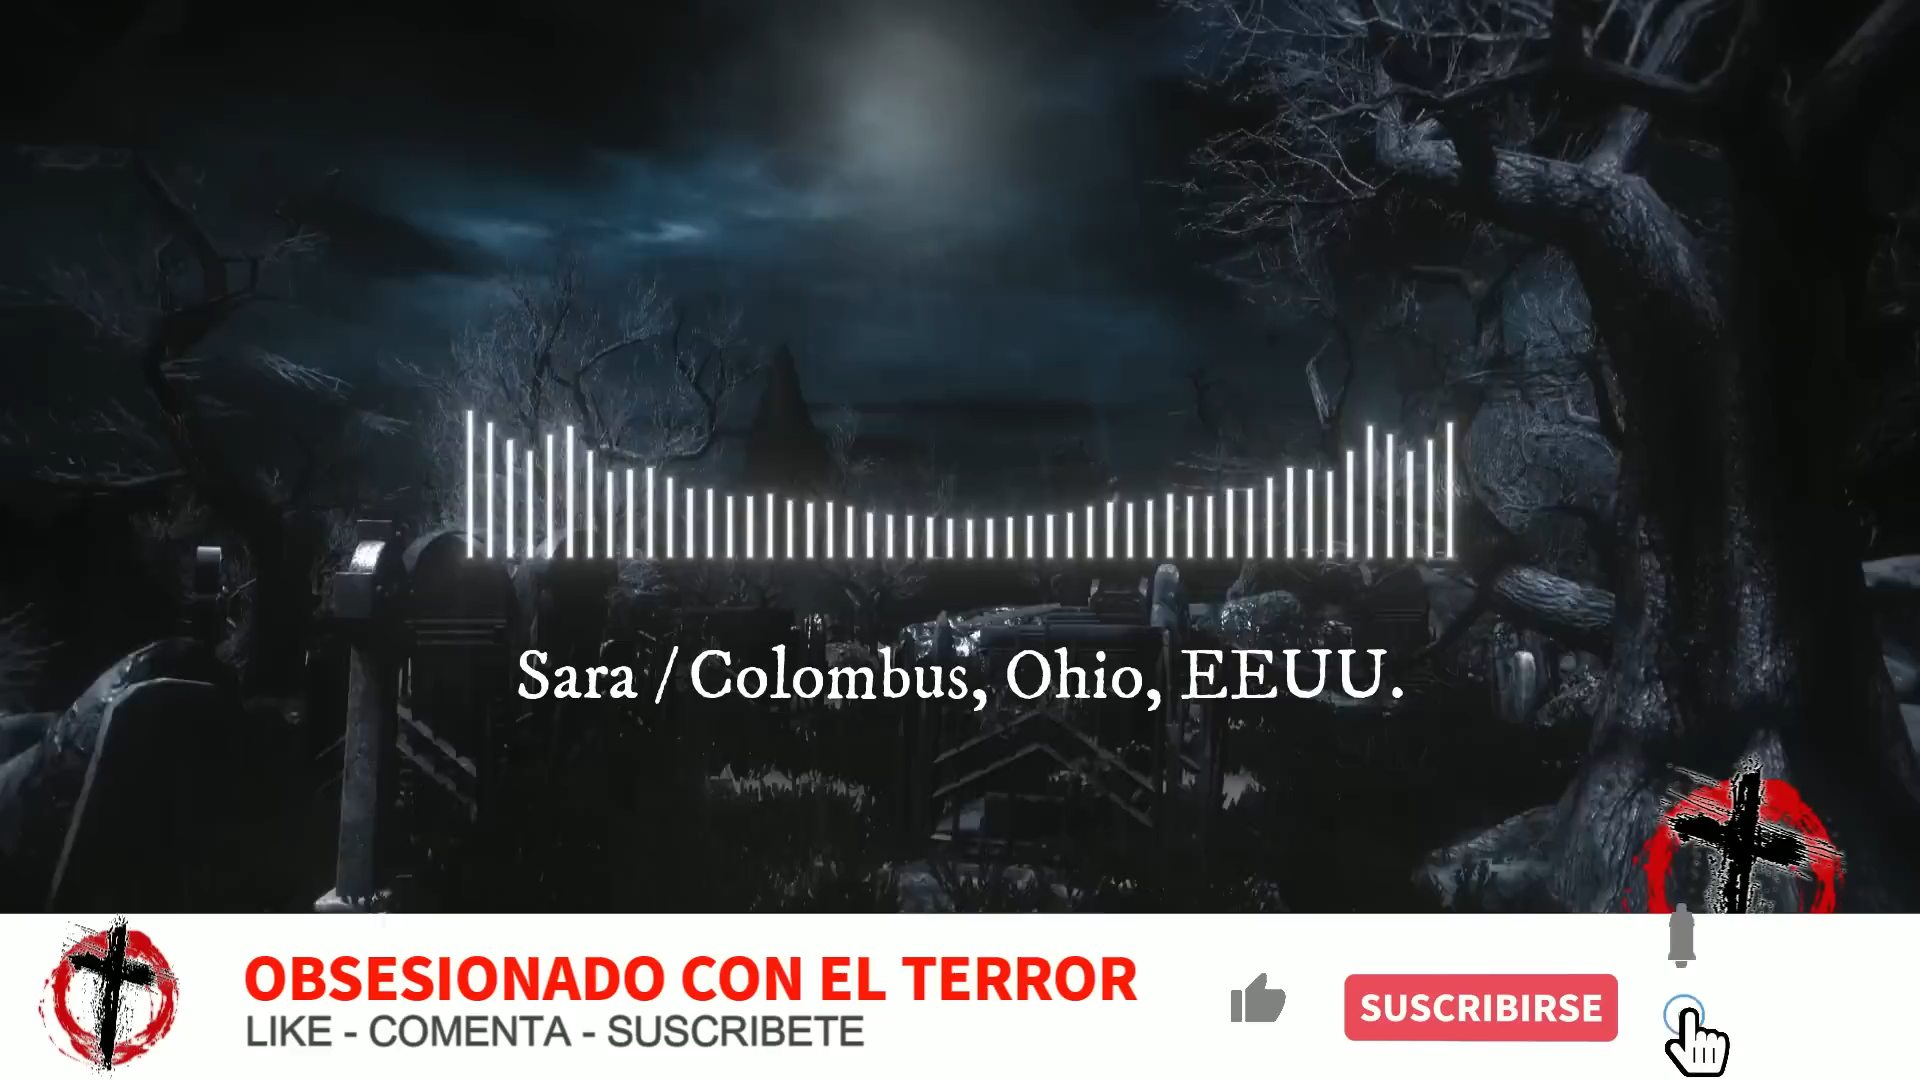 Sara / Colombus, Ohio, EEUU.
OBSESIONADO CON EL TERROR
LIKE - COMENTA - SUSCRIBETE
SUSCRIBIRSE